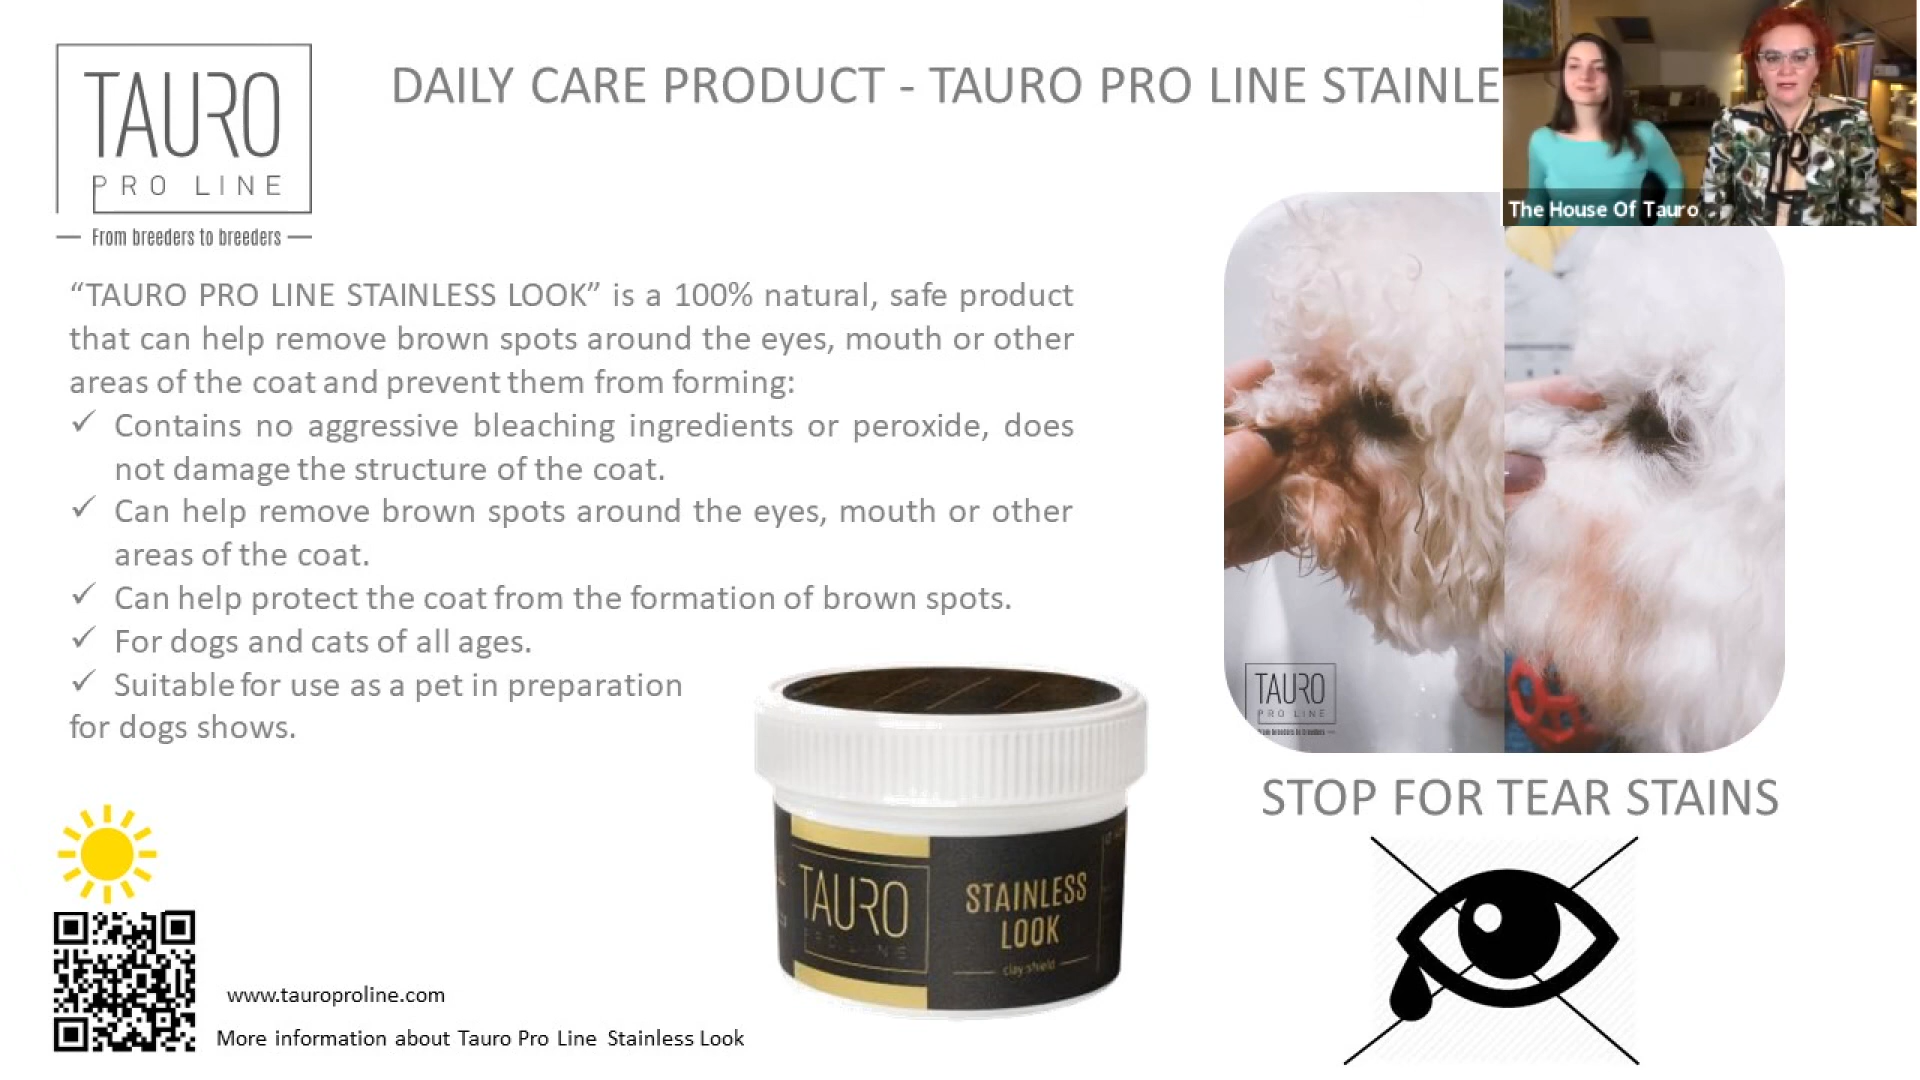 TAURO
PRO LINE
From breeders to breeders
DAILY CARE PRODUCT - TAURO PRO LINE STAINLE
The House Of Tauro
“TAURO PRO LINE STAINLESS LOOK” is a 100% natural, safe product
that can help remove brown spots around the eyes, mouth or other
areas of the coat and prevent them from forming:
✓ Contains no aggressive bleaching ingredients or peroxide, does
not damage the structure of the coat.
✓ Can help remove brown spots around the eyes, mouth or other
areas of the coat.
✓ Can help protect the coat from the formation of brown spots.
✓ For dogs and cats of all ages.
✓ Suitable for use as a pet in preparation
for dogs shows.
TAURO
PRO LINE
From breeders to breeders
STOP FOR TEAR STAINS
TAURO
PRO LINE
STAINLESS
LOOK
clay shield
www.tauroproline.com
More information about Tauro Pro Line Stainless Look